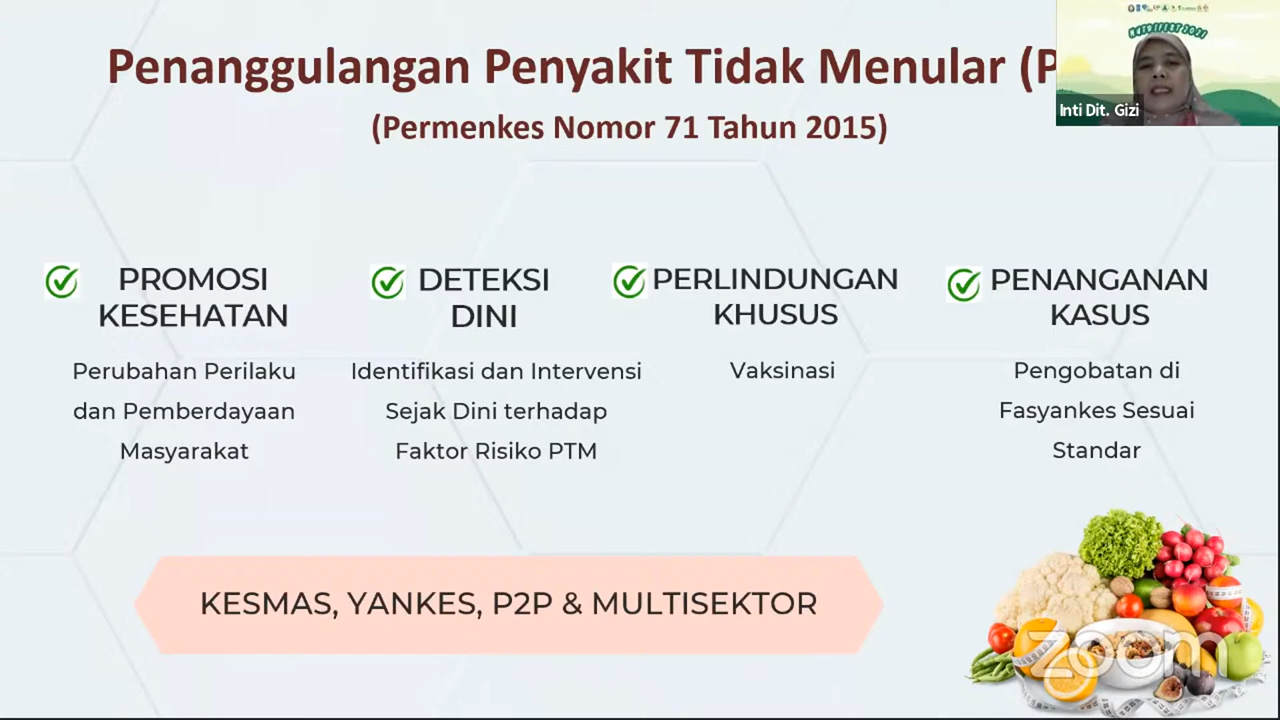 Penanggulangan Penyakit Tidak Menular (P
(Permenkes Nomor 71 Tahun 2015)
Inti Dit. Gizi
PROMOSI
KESEHATAN
Perubahan Perilaku
dan Pemberdayaan
Masyarakat
DETEKSI
DINI
Identifikasi dan Intervensi
Sejak Dini terhadap
Faktor Risiko PTM
PERLINDUNGAN
KHUSUS
Vaksinasi
PENANGANAN
KASUS
Pengobatan di
Fasyankes Sesuai
Standar
KESMAS, YANKES, P2P & MULTISEKTOR
zoom